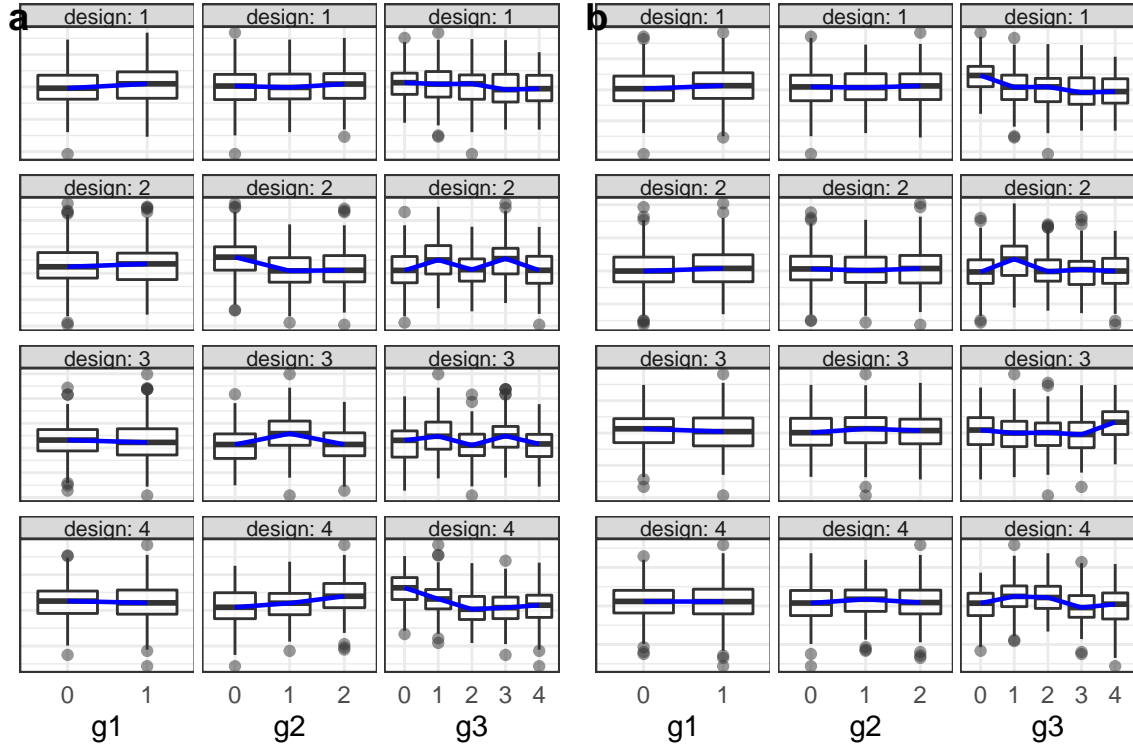 a b
design: 1 design: 1 design: 1 design: 1 design: 1 design: 1
design: 2 design: 2 design: 2 design: 2 design: 2 design: 2
design: 3 design: 3 design: 3 design: 3 design: 3 design: 3
design: 4 design: 4 design: 4 design: 4 design: 4 design: 4
0 1 0 1 2 0 1 2 3 4 0 1 0 1 2 0 1 2 3 4
g1 g2 g3 g1 g2 g3